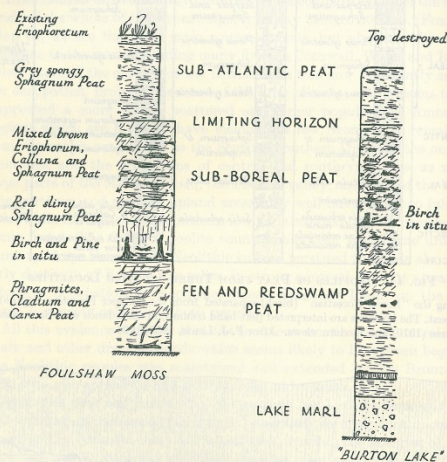 Existing
Eriophoretum
Grey spongy
Sphagnum Peat
Mixed brown
Eriophorum,
Calluna and
Sphagnum Peat
Red slimy
Sphagnum Peat
Birch and Pine
in situ
Phragmites,
Cladium and
Carex Peat
FOULSHAW MOSS
SUB-ATLANTIC PEAT
LIMITING HORIZON
SUB-BOREAL PEAT
FEN AND REEDSWAMP
PEAT
LAKE MARL
Top destroyed
Birch
in situ
"BURTON LAKE"